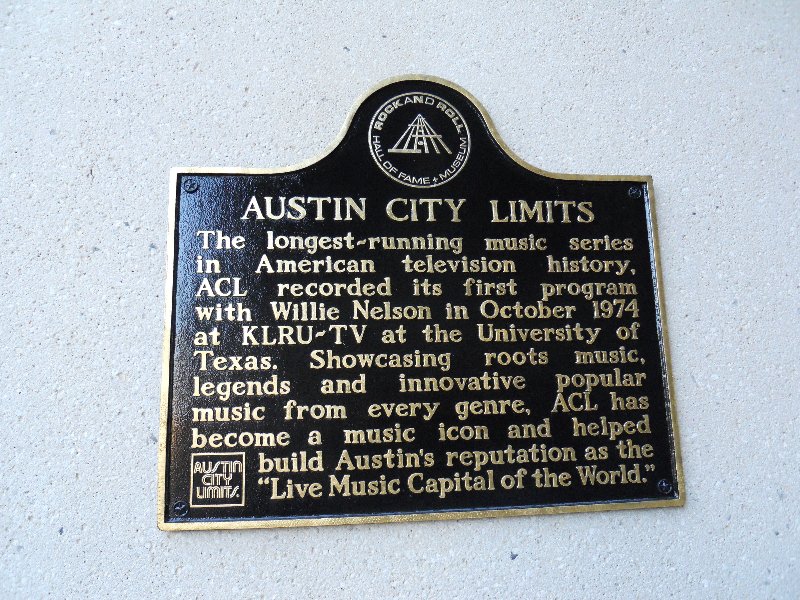 ROCK AND ROLL
HALL OF FAME + MUSEUM
AUSTIN CITY LIMITS
The longest-running music series
in American television history,
ACL recorded its first program
with Willie Nelson in October 1974
at KLRU-TV at the University of
Texas. Showcasing roots music,
legends and innovative popular
music from every genre, ACL has
become a music icon and helped
build Austin's reputation as the
"Live Music Capital of the World."
AUSTIN
CITY
LIMITS.